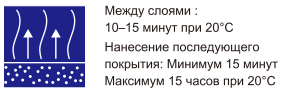 Между слоями :
10–15 минут при 20°C
Нанесение последующего
покрытия: Минимум 15 минут
Максимум 15 часов при 20°C